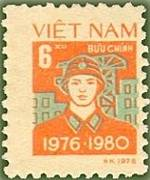 VIỆT NAM
6 XU
BƯU CHÍNH
1976-1980